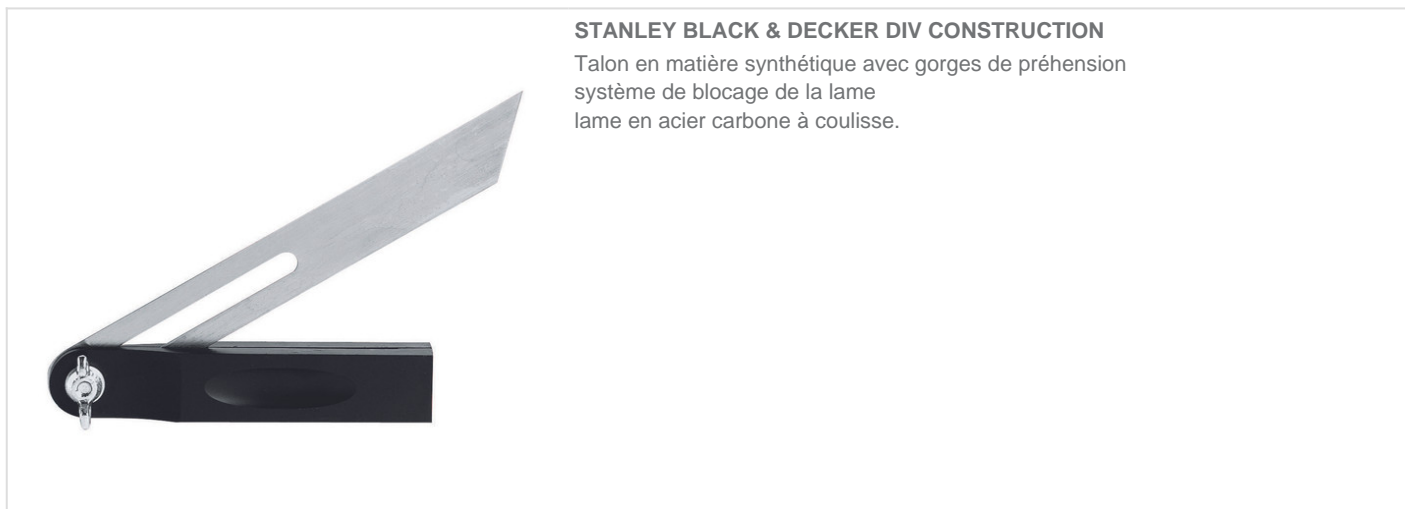 STANLEY BLACK & DECKER DIV CONSTRUCTION
Talon en matière synthétique avec gorges de préhension
système de blocage de la lame
lame en acier carbone à coulisse.